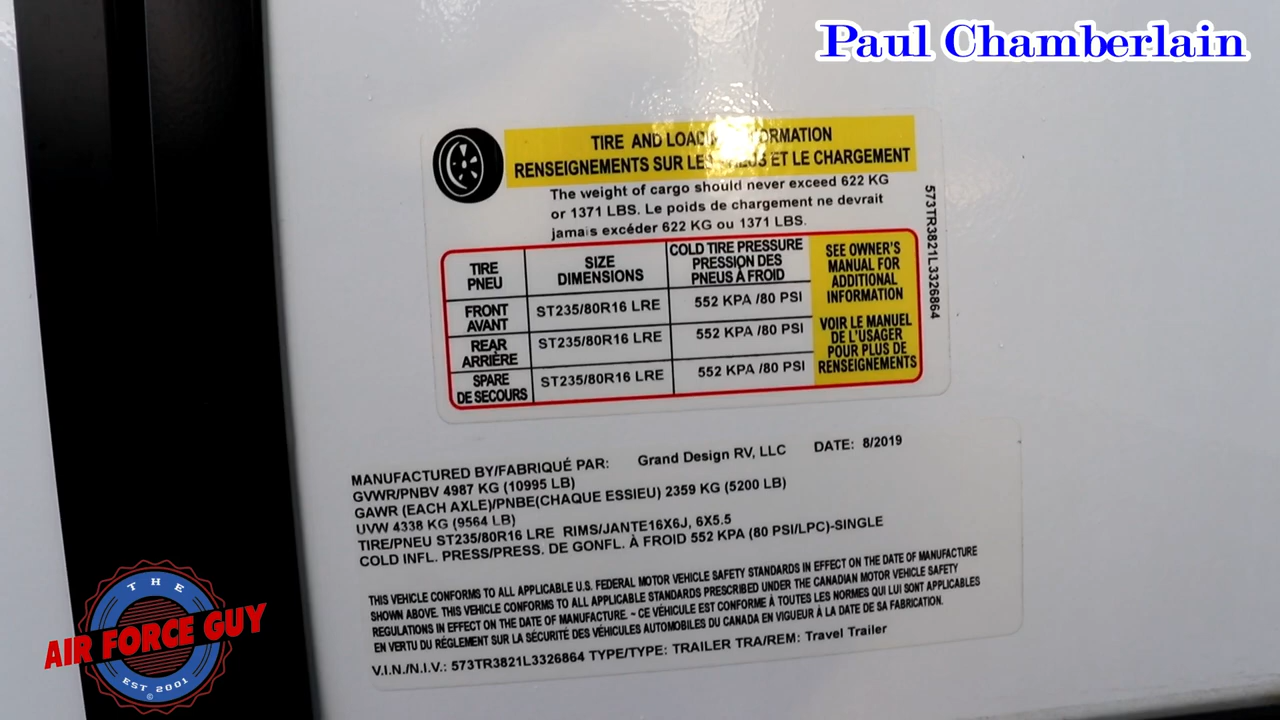 Paul Chamberlain
TIRE AND LOADING INFORMATION
RENSEIGNEMENTS SUR LES PNEUS ET LE CHARGEMENT
The weight of cargo should never exceed 622 KG
or 1371 LBS. Le poids de chargement ne devrait
jamais excéder 622 KG ou 1371 LBS.
TIRE
PNEU
SIZE
DIMENSIONS
COLD TIRE PRESSURE
PRESSION DES
PNEUS À FROID
FRONT
AVANT
ST235/80R16 LRE
552 KPA /80 PSI
REAR
ARRIÈRE
ST235/80R16 LRE
552 KPA /80 PSI
SPARE
DE SECOURS
ST235/80R16 LRE
552 KPA /80 PSI
SEE OWNER'S
MANUAL FOR
ADDITIONAL
INFORMATION
VOIR LE MANUEL
DE L'USAGER
POUR PLUS DE
RENSEIGNEMENTS
573TR3821L3326864
MANUFACTURED BY/FABRIQUÉ PAR: Grand Design RV, LLC DATE: 8/2019
GVWR/PNBV 4987 KG (10995 LB)
GAWR (EACH AXLE)/PNBE(CHAQUE ESSIEU) 2359 KG (5200 LB)
UVW 4338 KG (9564 LB)
TIRE/PNEU ST235/80R16 LRE RIMS/JANTE16X6J, 6X5.5
COLD INFL. PRESS/PRESS. DE GONFL. À FROID 552 KPA (80 PSI/LPC)-SINGLE
THIS VEHICLE CONFORMS TO ALL APPLICABLE U.S. FEDERAL MOTOR VEHICLE SAFETY STANDARDS IN EFFECT ON THE DATE OF MANUFACTURE
SHOWN ABOVE. THIS VEHICLE CONFORMS TO ALL APPLICABLE STANDARDS PRESCRIBED UNDER THE CANADIAN MOTOR VEHICLE SAFETY
REGULATIONS IN EFFECT ON THE DATE OF MANUFACTURE. ~ CE VÉHICULE EST CONFORME À TOUTES LES NORMES QUI LUI SONT APPLICABLES
EN VERTU DU RÈGLEMENT SUR LA SÉCURITÉ DES VÉHICULES AUTOMOBILES DU CANADA EN VIGUEUR À LA DATE DE SA FABRICATION.
V.I.N./N.I.V.: 573TR3821L3326864 TYPE/TYPE: TRAILER TRA/REM: Travel Trailer
THE
AIR FORCE GUY
EST 2001
©